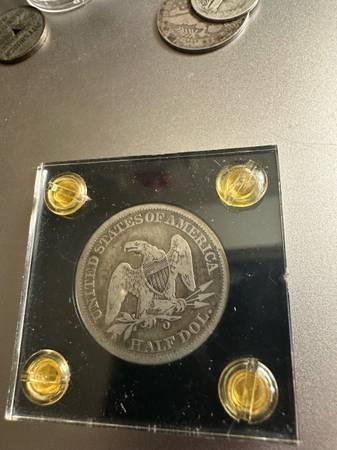 UNITED STATES OF AMERICA
O
HALF DOL.